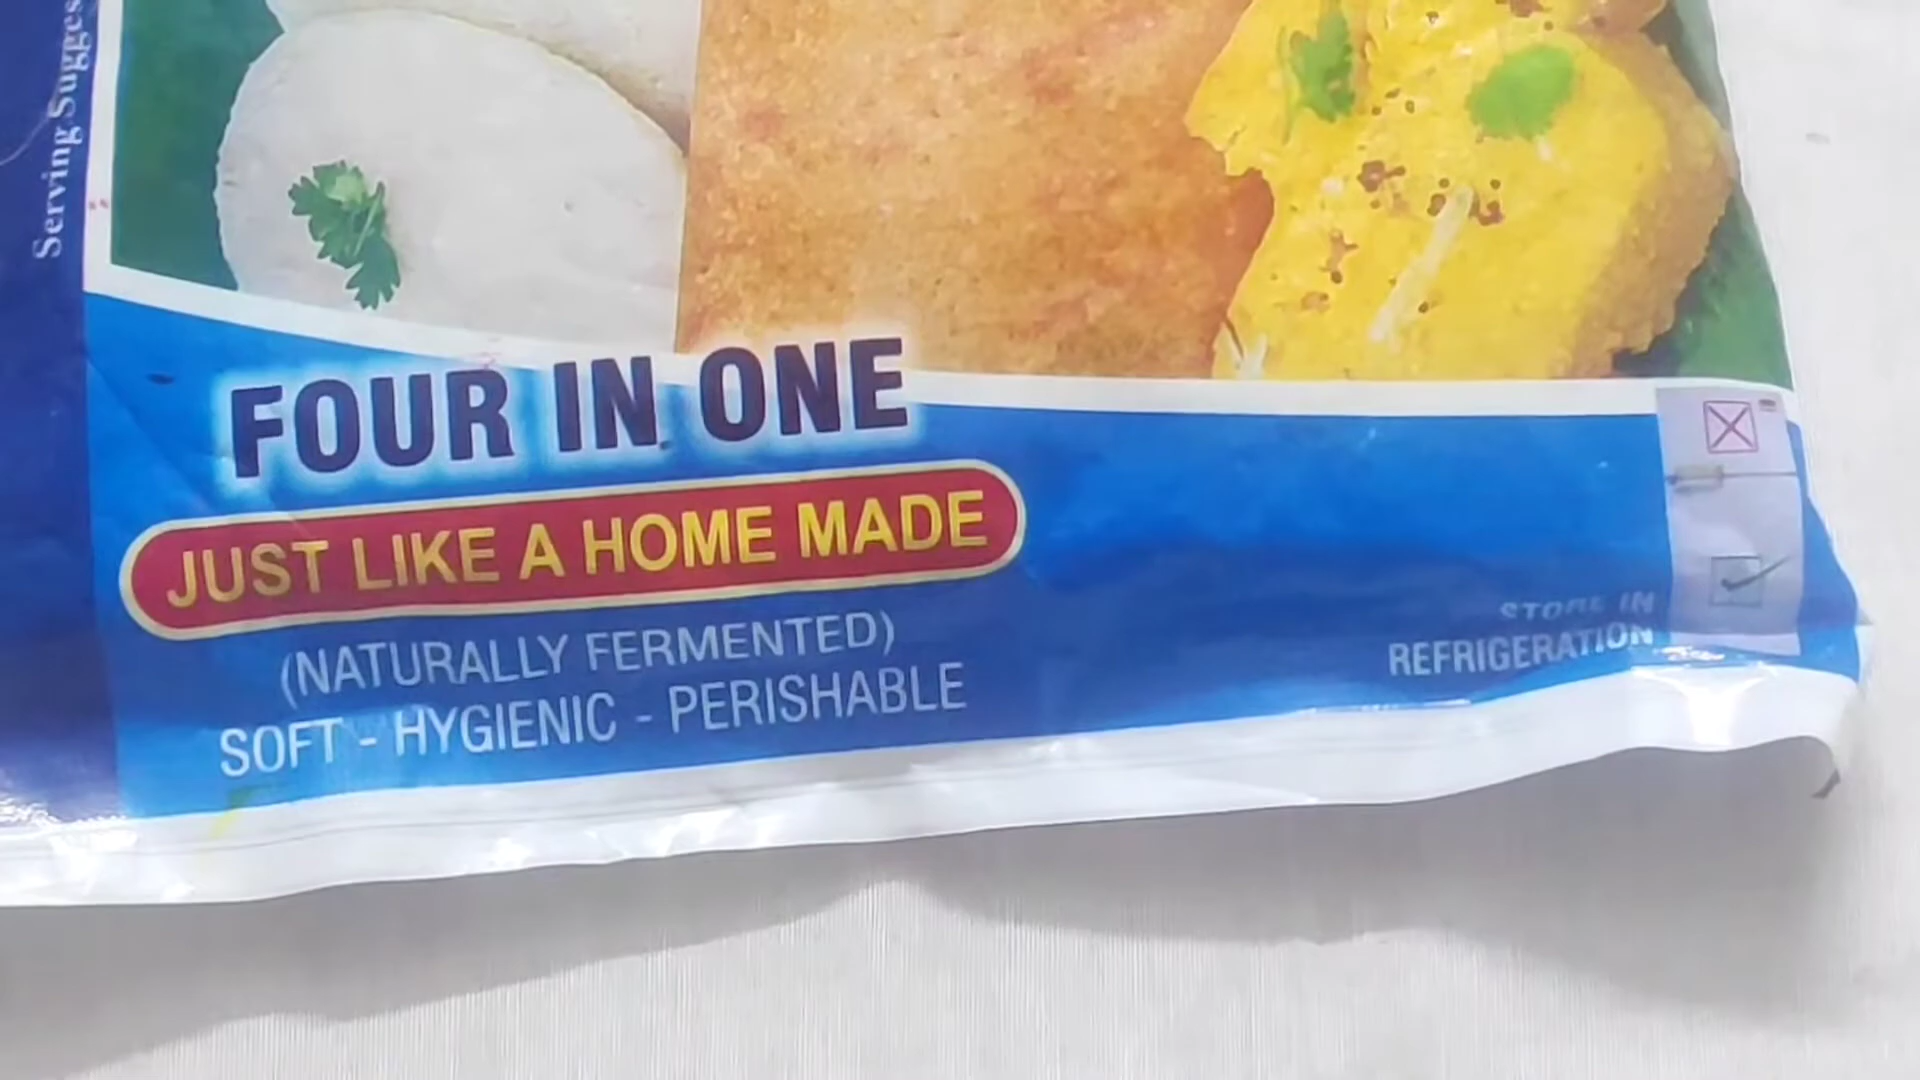 Serving Sugges
FOUR IN ONE
JUST LIKE A HOME MADE
(NATURALLY FERMENTED)
SOFT - HYGIENIC - PERISHABLE
STORE IN
REFRIGERATION